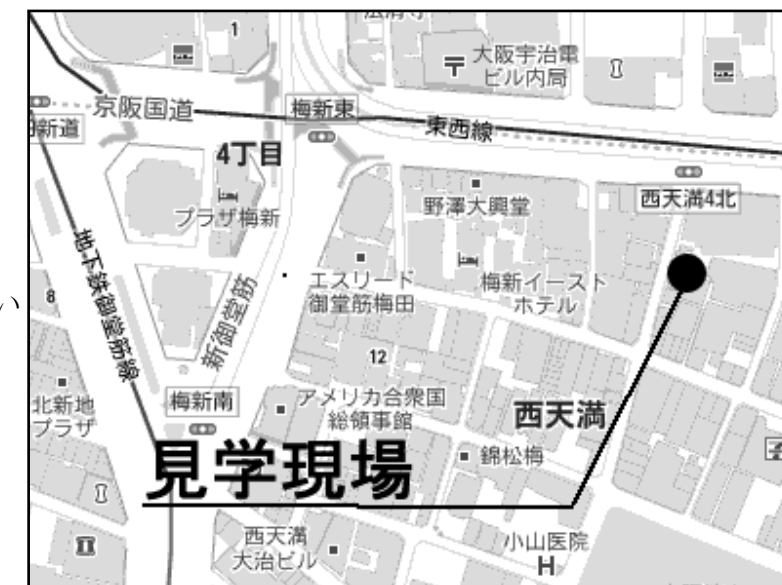 1
大阪宇治電
ビル内局
京阪国道
梅新東
東西線
新道
4丁目
西天満4北
プラザ梅新
野澤大興堂
地下鉄御堂筋線
新御堂筋
エスリード
御堂筋梅田
梅新イースト
ホテル
い
8
12
北新地
プラザ
梅新南
アメリカ合衆国
総領事館
西天満
見学現場
錦松梅
西天満
大治ビル
小山医院
H